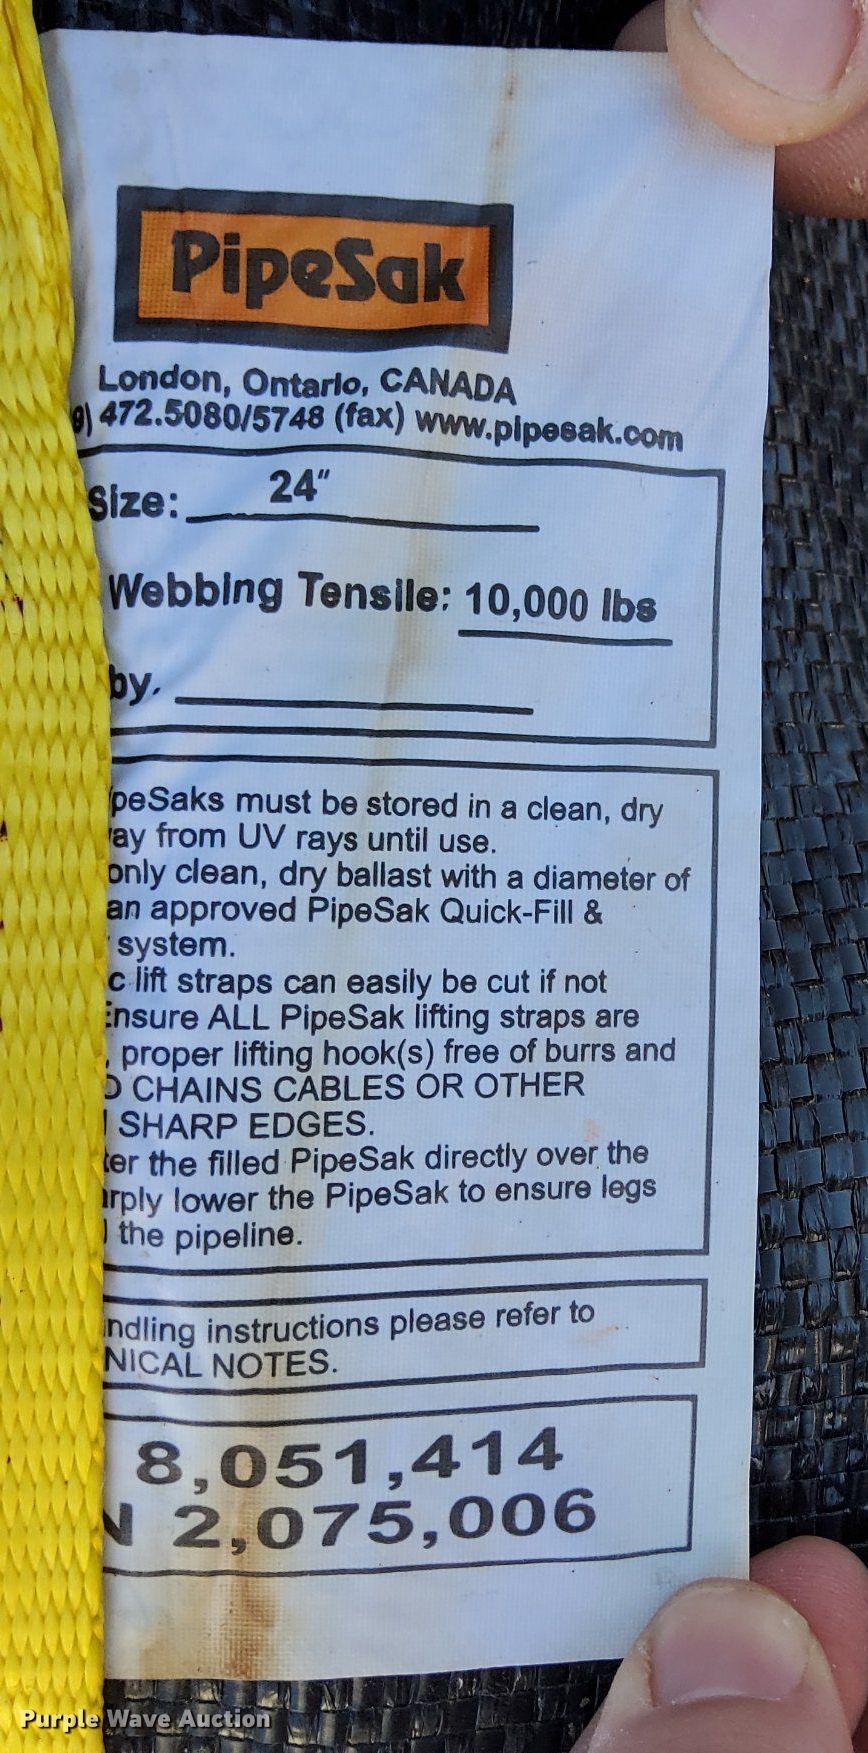 PipeSak
London, Ontario, CANADA
9) 472.5080/5748 (fax) www.pipesak.com
Size: 24"
Webbing Tensile: 10,000 lbs
by.
peSaks must be stored in a clean, dry
ay from UV rays until use.
only clean, dry ballast with a diameter of
an approved PipeSak Quick-Fill &
system.
c lift straps can easily be cut if not
Ensure ALL PipeSak lifting straps are
, proper lifting hook(s) free of burrs and
O CHAINS CABLES OR OTHER
SHARP EDGES.
ter the filled PipeSak directly over the
arply lower the PipeSak to ensure legs
the pipeline.
ndling instructions please refer to
NICAL NOTES.
8,051,414
N 2,075,006
Purple Wave Auction